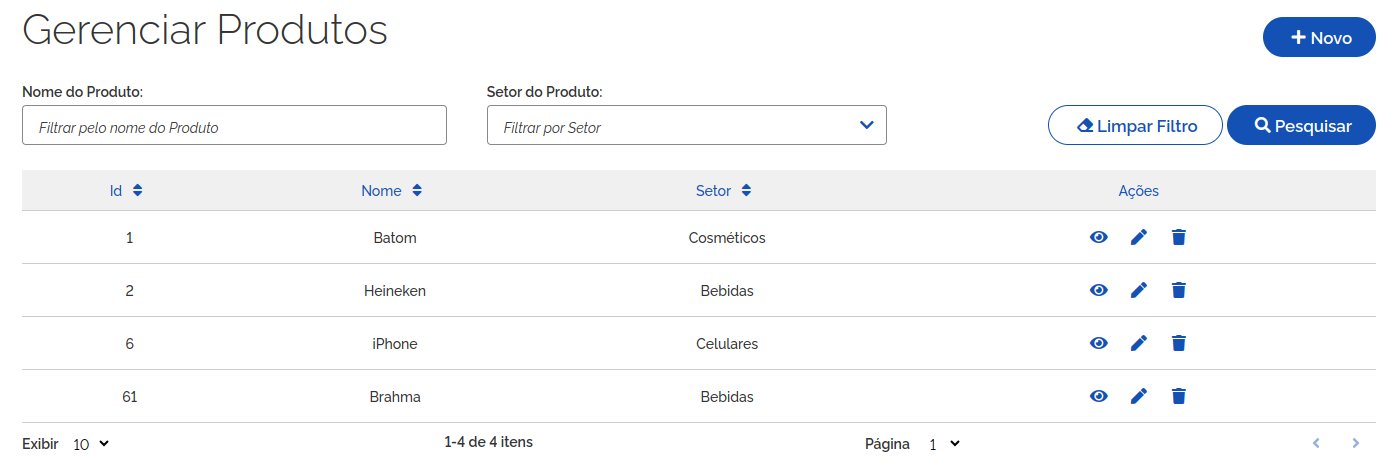 Gerenciar Produtos
Novo
Nome do Produto:
Setor do Produto:
Filtrar pelo nome do Produto
Filtrar por Setor
Limpar Filtro
Pesquisar
Id Nome Setor Ações
1 Batom Cosméticos
2 Heineken Bebidas
6 iPhone Celulares
61 Brahma Bebidas
Exibir 10 1-4 de 4 itens Página 1